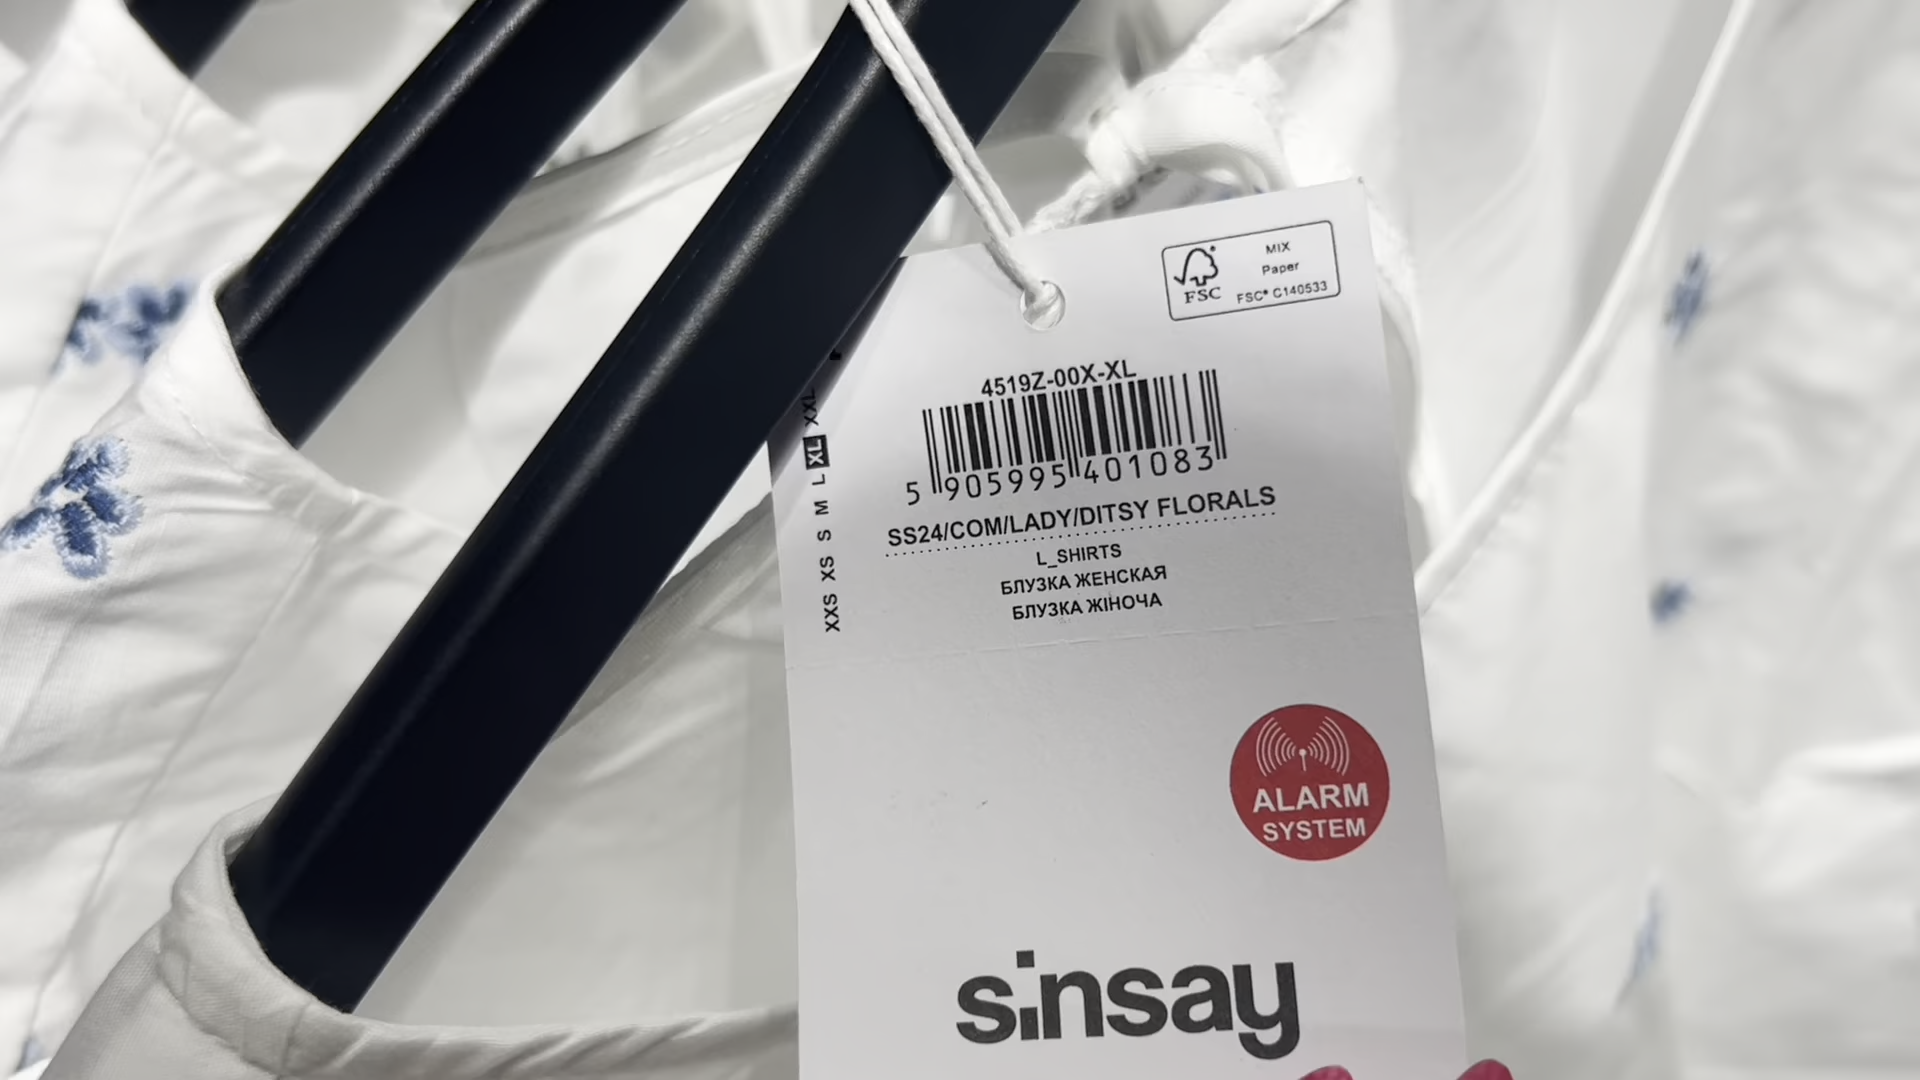 MIX
Paper
FSC® C140533
FSC
4519Z-00X-XL
5 905995 401083
XXS XS S M L XL XXL
SS24/COM/LADY/DITSY FLORALS
L_SHIRTS
БЛУЗКА ЖЕНСКАЯ
БЛУЗКА ЖІНОЧА
ALARM
SYSTEM
sinsay